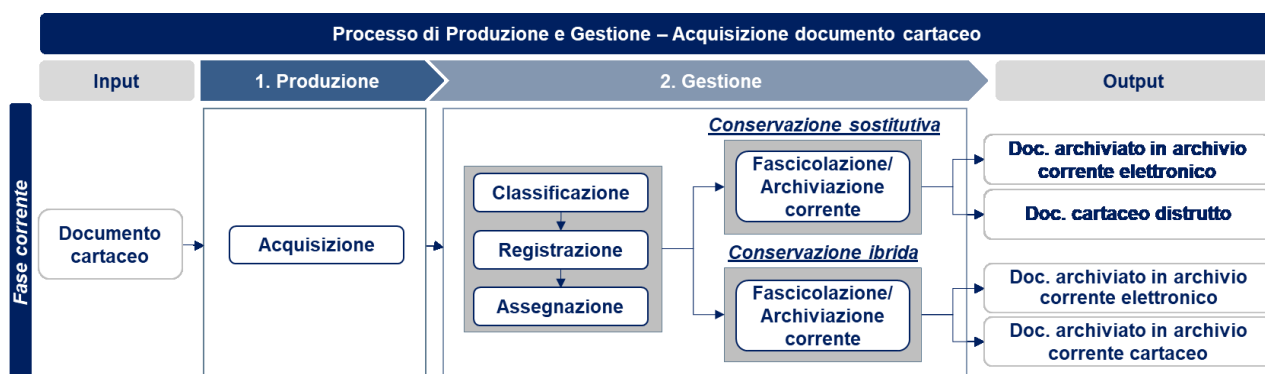 Processo di Produzione e Gestione – Acquisizione documento cartaceo
Input
1. Produzione
2. Gestione
Output
Fase corrente
Documento
cartaceo
Acquisizione
Classificazione
Registrazione
Assegnazione
Conservazione sostitutiva
Fascicolazione/
Archiviazione
corrente
Conservazione ibrida
Fascicolazione/
Archiviazione
corrente
Doc. archiviato in archivio
corrente elettronico
Doc. cartaceo distrutto
Doc. archiviato in archivio
corrente elettronico
Doc. archiviato in archivio
corrente cartaceo